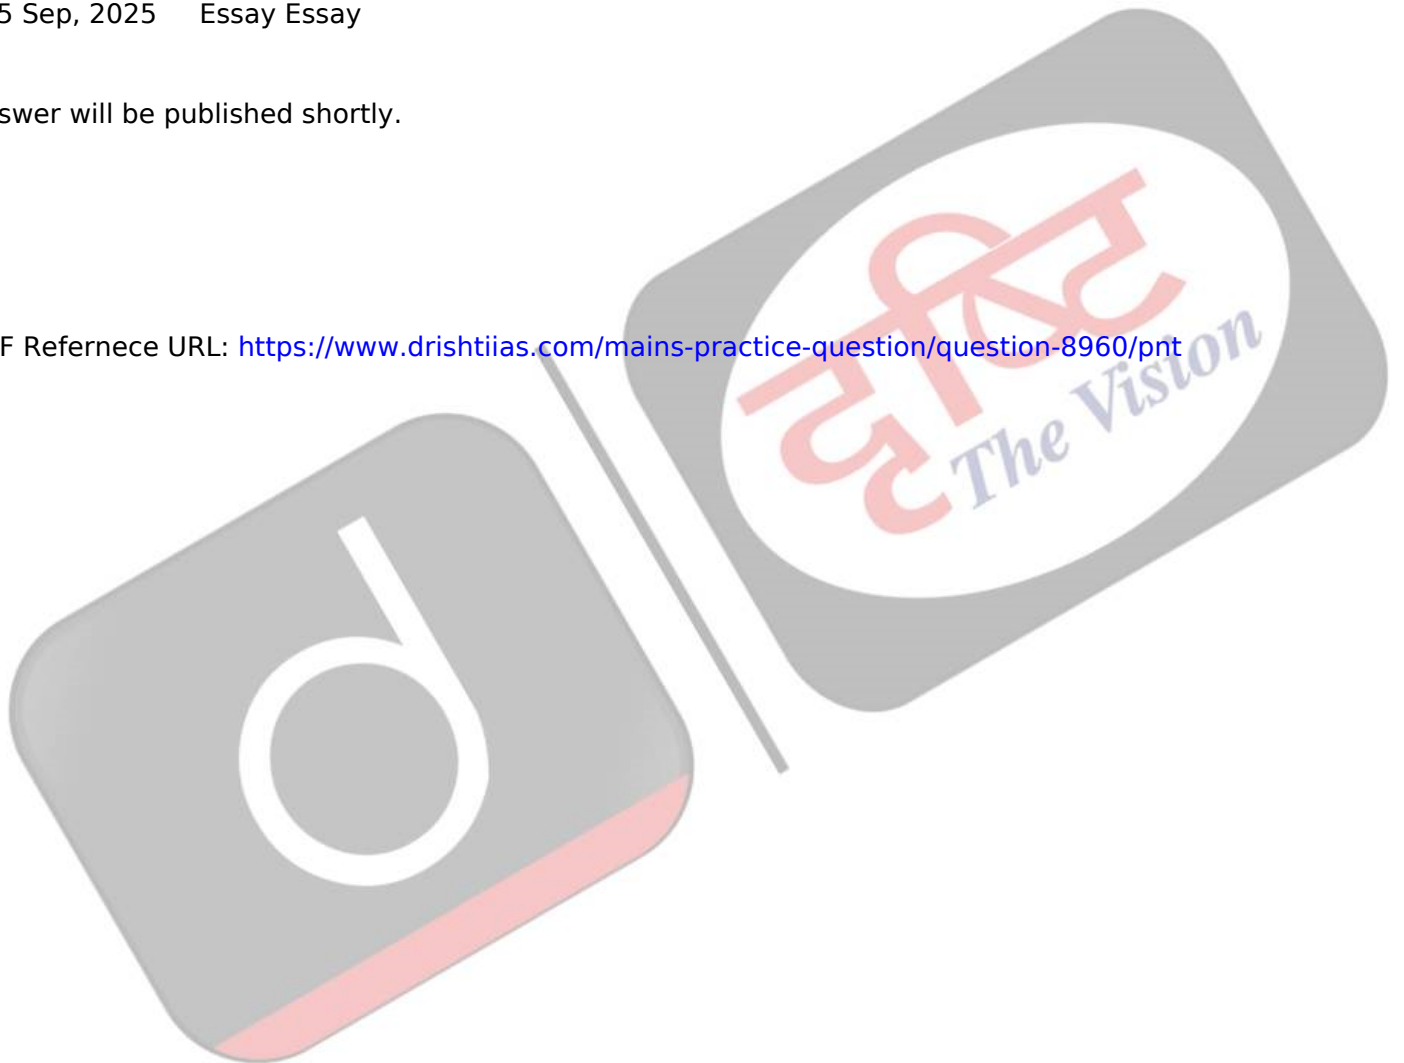 5 Sep, 2025 Essay Essay
swer will be published shortly.
F Refernece URL: https://www.drishtiias.com/mains-practice-question/question-8960/pnt
दृष्टि
The Vision
d